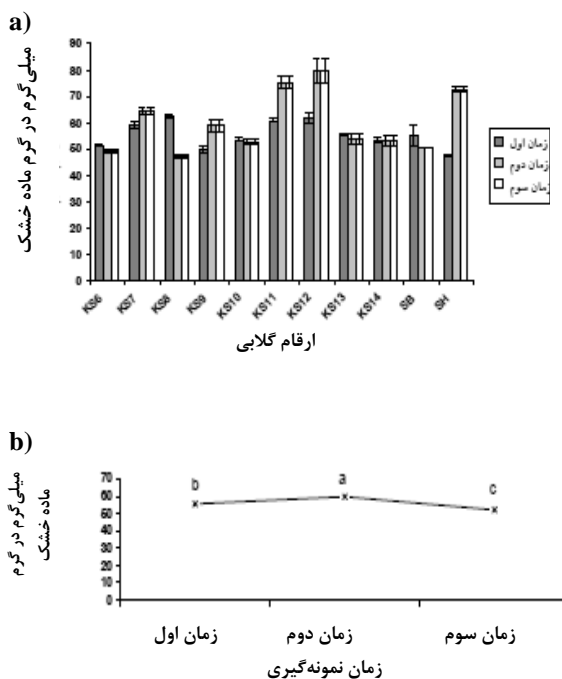 a)
میلی‌گرم در گرم ماده خشک
90
80
70
60
50
40
30
20
10
0
زمان اول
زمان دوم
زمان سوم
KS6 KS7 KS8 KS9 KS10 KS11 KS12 KS13 KS14 SB SH
ارقام گلابی
b)
میلی‌گرم در گرم
ماده خشک
70
60
50
40
30
20
10
0
b a c
زمان اول زمان دوم زمان سوم
زمان نمونه‌گیری